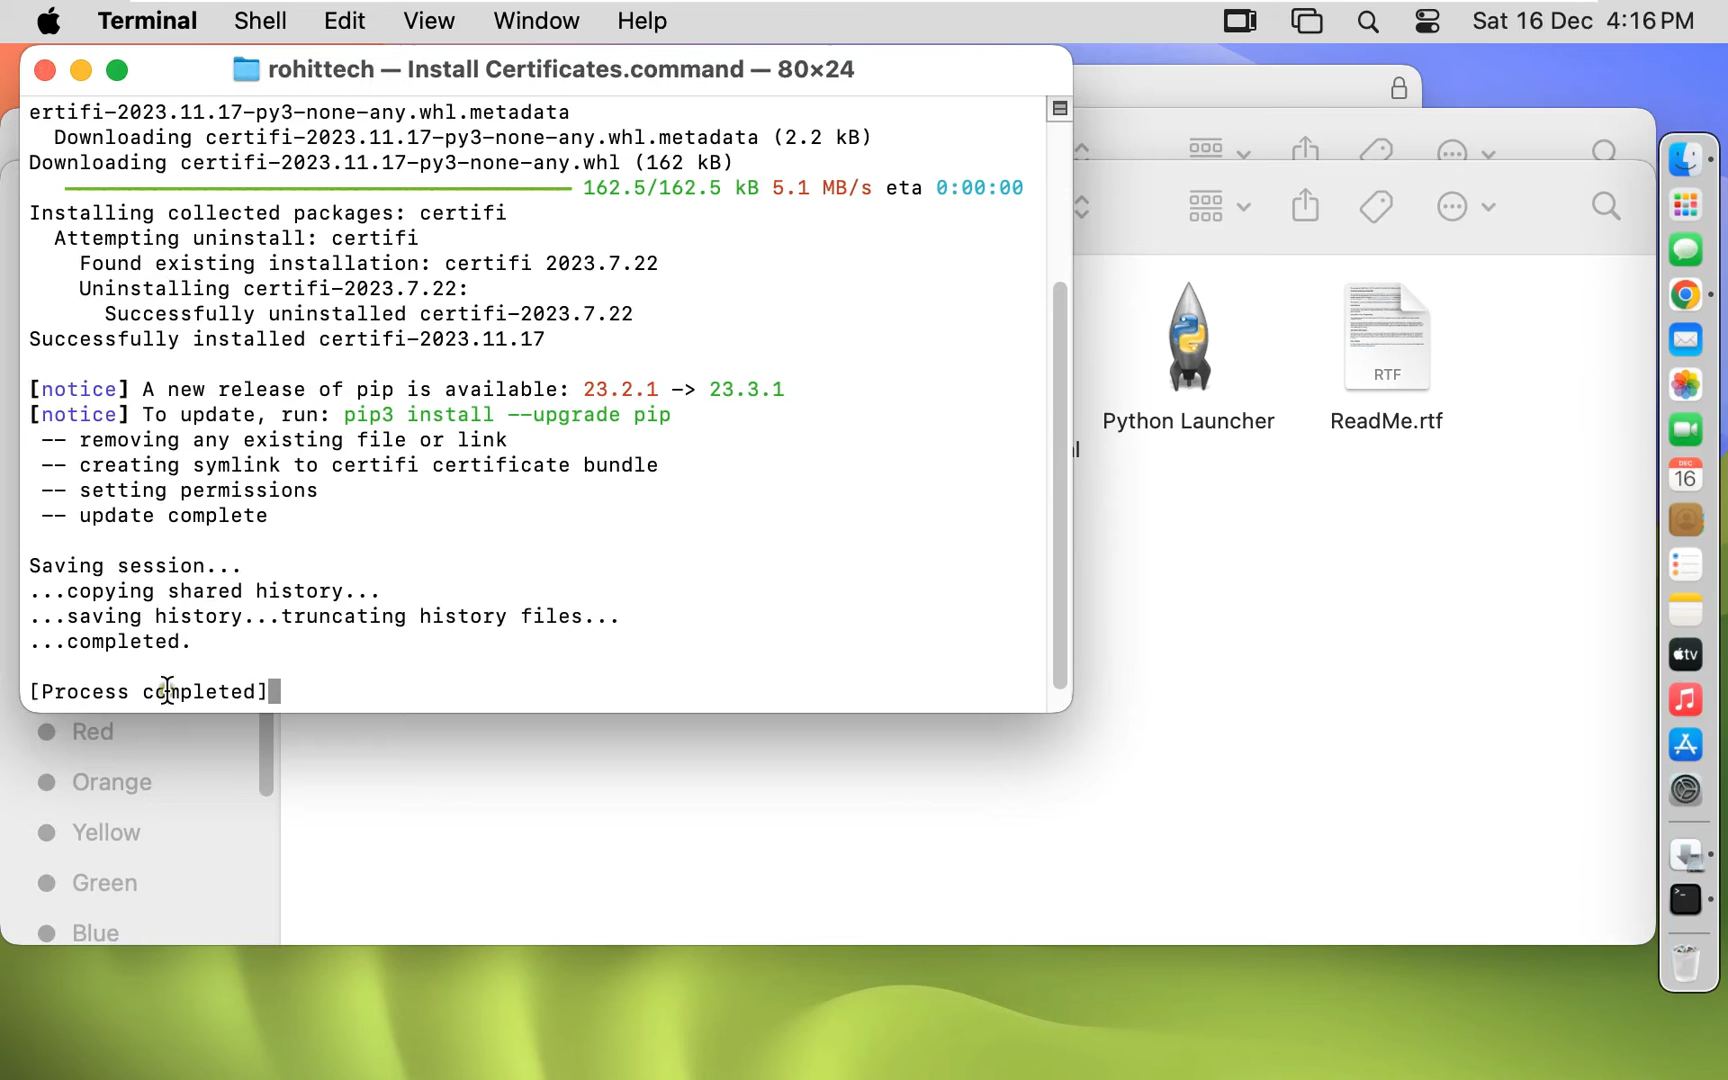 Terminal Shell Edit View Window Help Sat 16 Dec 4:16 PM
rohittech — Install Certificates.command — 80×24
ertifi-2023.11.17-py3-none-any.whl.metadata
Downloading certifi-2023.11.17-py3-none-any.whl.metadata (2.2 kB)
Downloading certifi-2023.11.17-py3-none-any.whl (162 kB)
162.5/162.5 kB 5.1 MB/s eta 0:00:00
Installing collected packages: certifi
Attempting uninstall: certifi
Found existing installation: certifi 2023.7.22
Uninstalling certifi-2023.7.22:
Successfully uninstalled certifi-2023.7.22
Successfully installed certifi-2023.11.17
[notice] A new release of pip is available: 23.2.1 -> 23.3.1
[notice] To update, run: pip3 install --upgrade pip
-- removing any existing file or link
-- creating symlink to certifi certificate bundle
-- setting permissions
-- update complete
Saving session...
...copying shared history...
...saving history...truncating history files...
...completed.
[Process completed]
Red
Orange
Yellow
Green
Blue
Python Launcher
RTF
ReadMe.rtf
DEC
16
tv